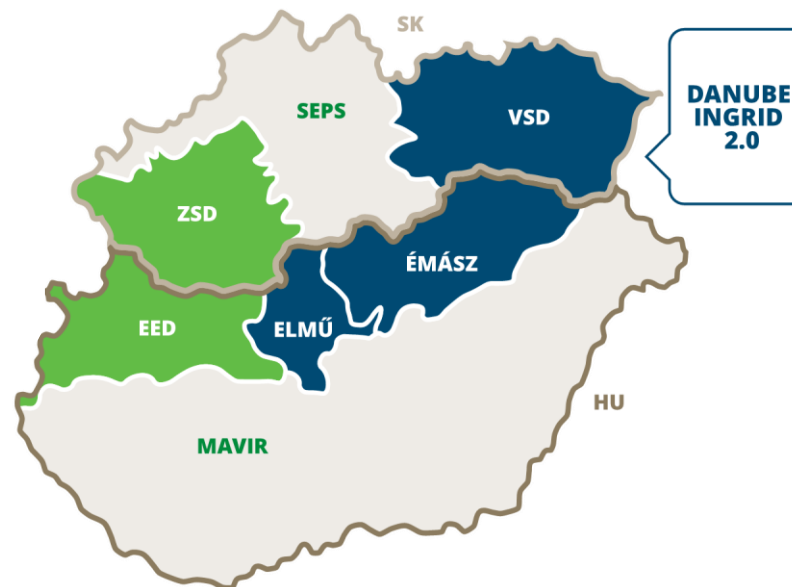 SK
SEPS
VSD
DANUBE
INGRID
2.0
ZSD
ÉMÁSZ
EED
ELMŰ
HU
MAVIR